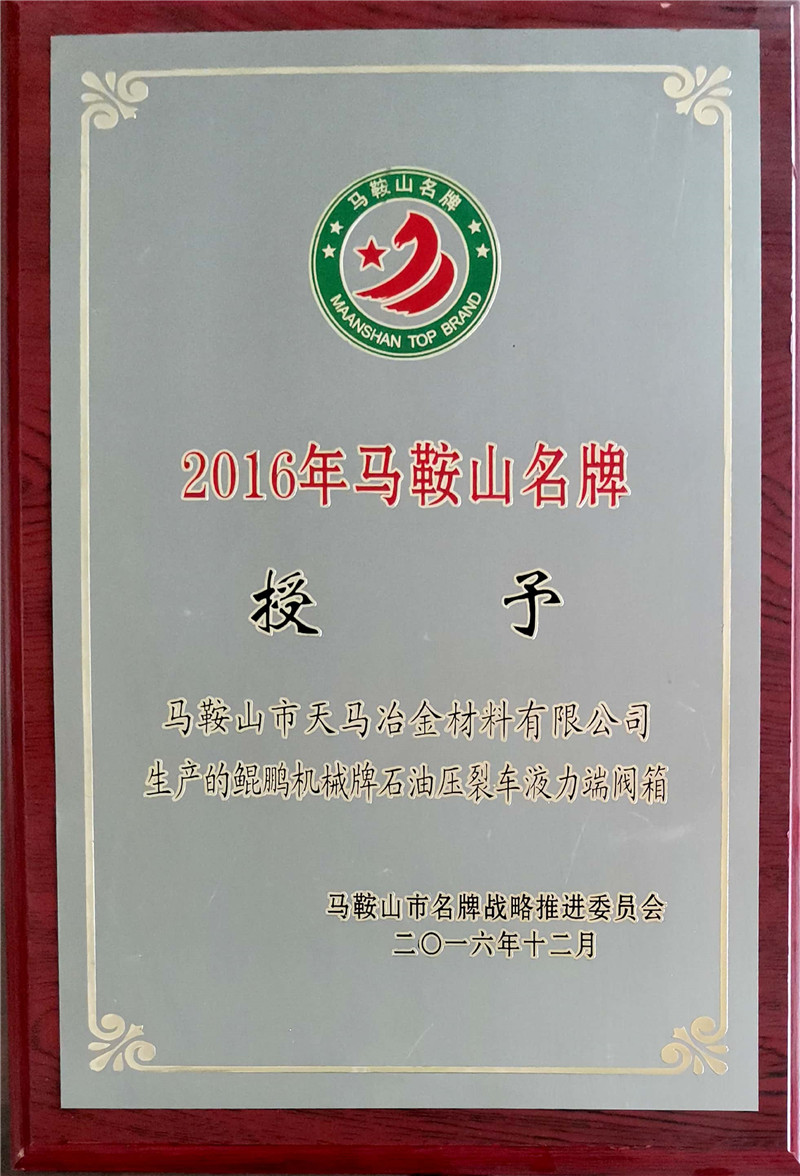 马鞍山名牌
MAANSHAN TOP BRAND
2016年马鞍山名牌
授 予
马鞍山市天马冶金材料有限公司
生产的鲲鹏机械牌石油压裂车液力端阀箱
马鞍山市名牌战略推进委员会
二〇一六年十二月